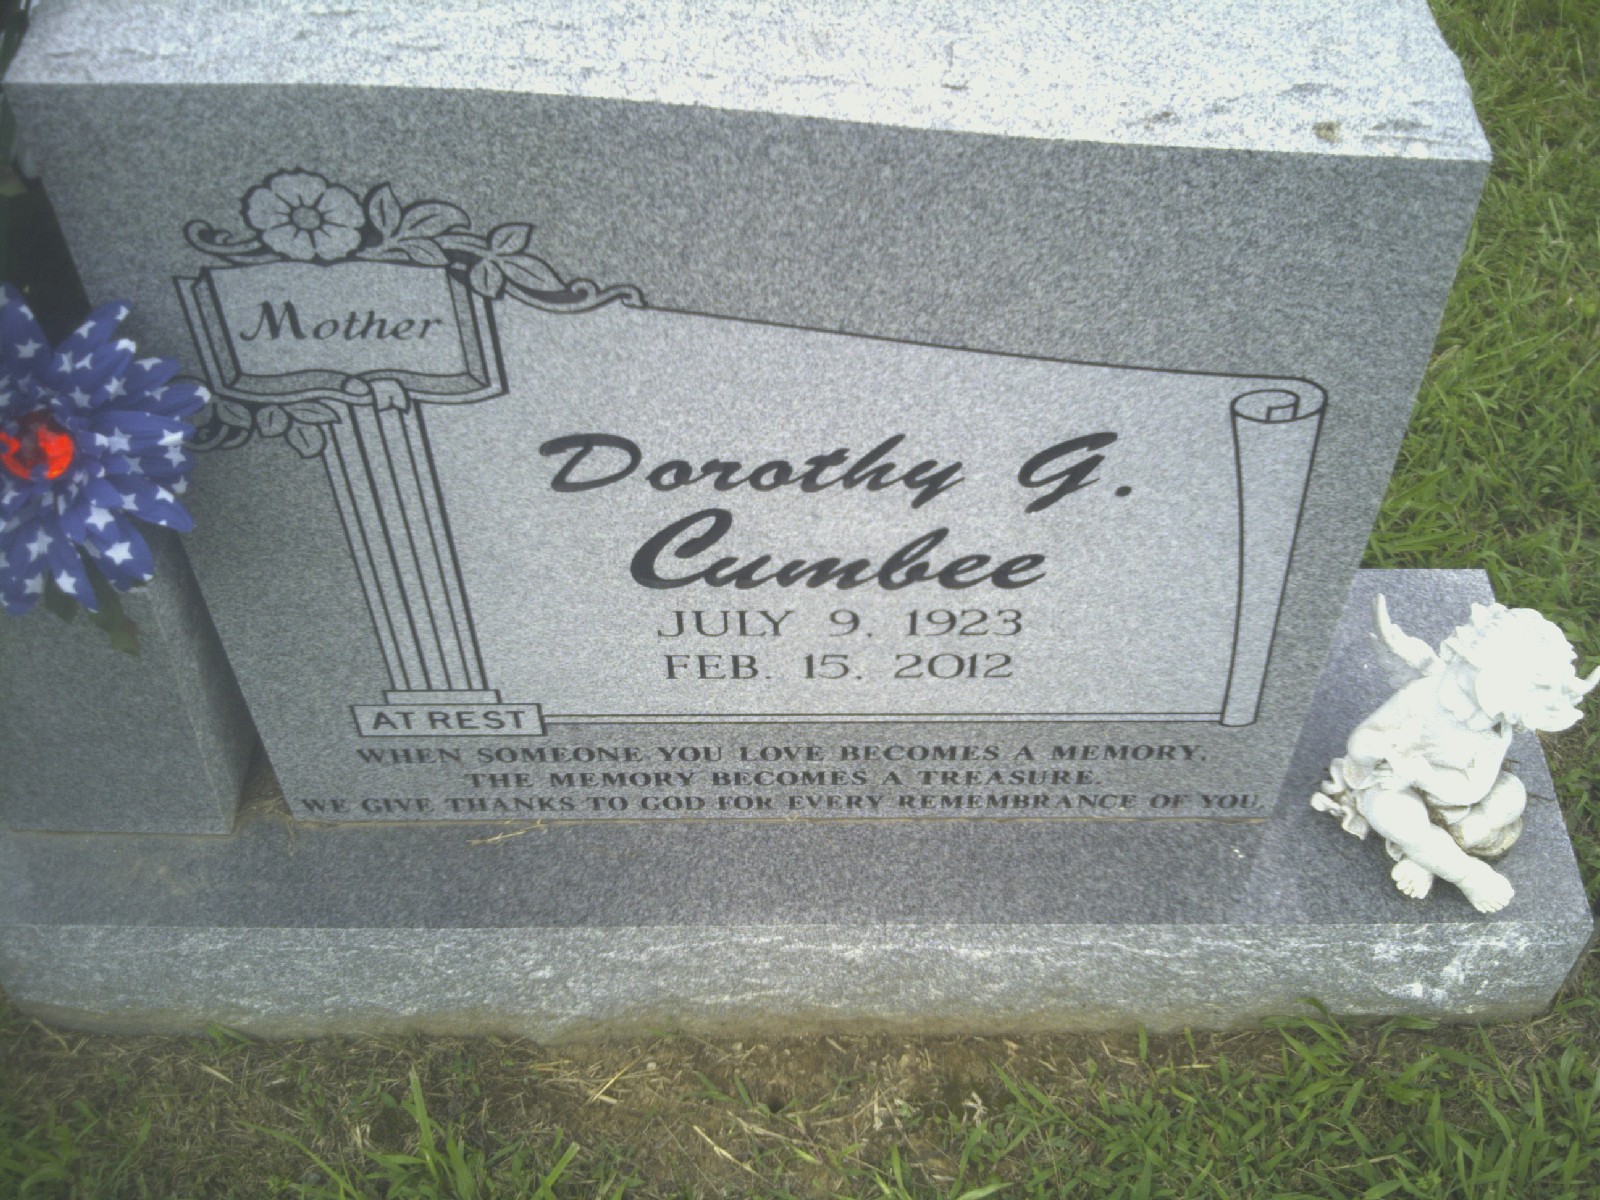 Mother
Dorothy G.
Cumbee
JULY 9, 1923
FEB. 15, 2012
AT REST
WHEN SOMEONE YOU LOVE BECOMES A MEMORY,
THE MEMORY BECOMES A TREASURE.
WE GIVE THANKS TO GOD FOR EVERY REMEMBRANCE OF YOU.